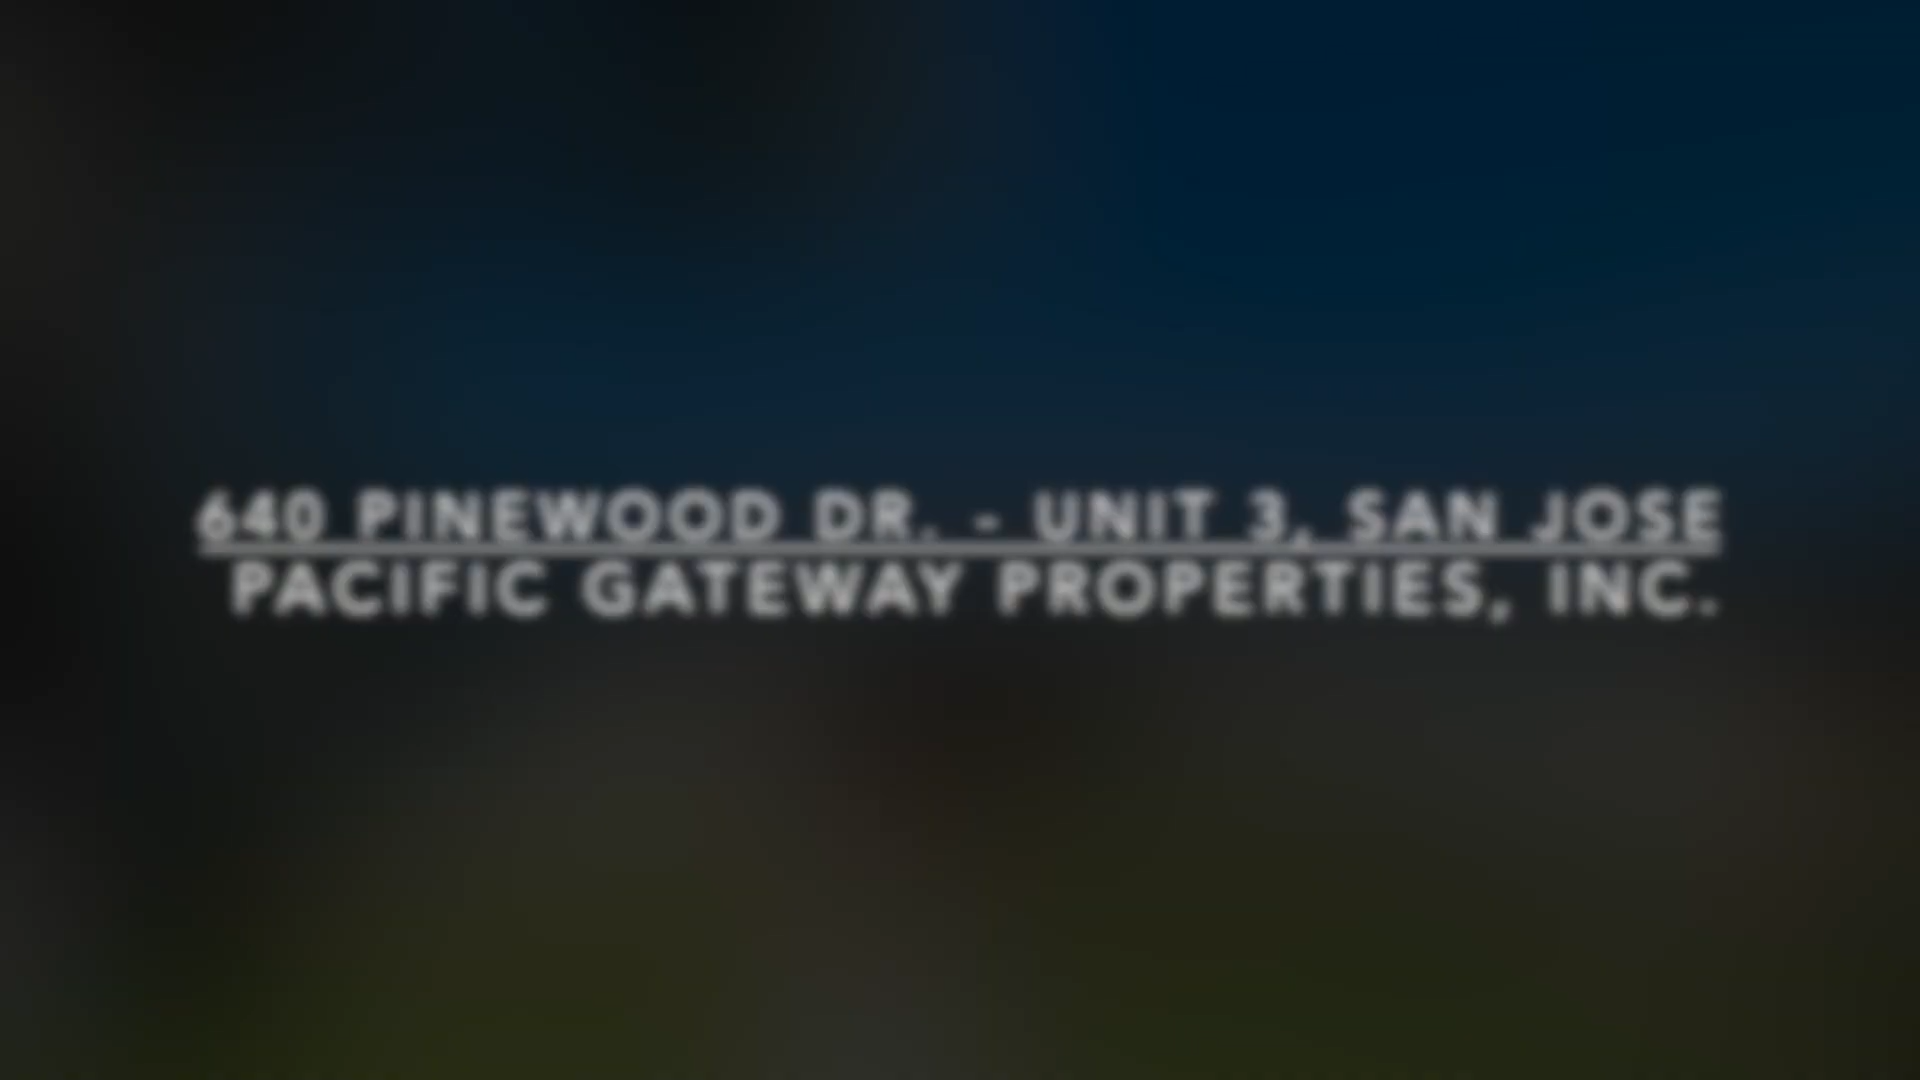 640 PINEWOOD DR. - UNIT 3, SAN JOSE
PACIFIC GATEWAY PROPERTIES, INC.